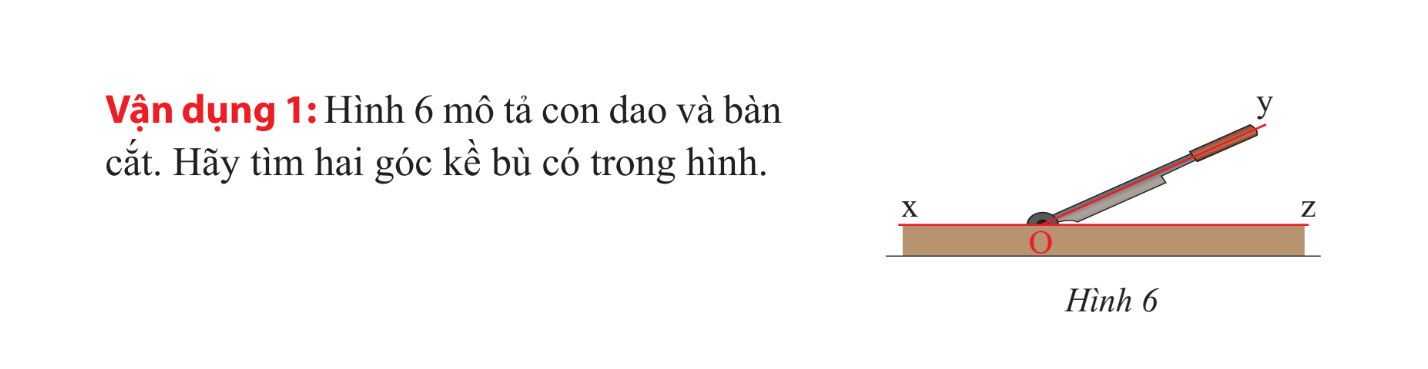 Vận dụng 1: Hình 6 mô tả con dao và bàn
cắt. Hãy tìm hai góc kề bù có trong hình.
y
x
z
O
Hình 6